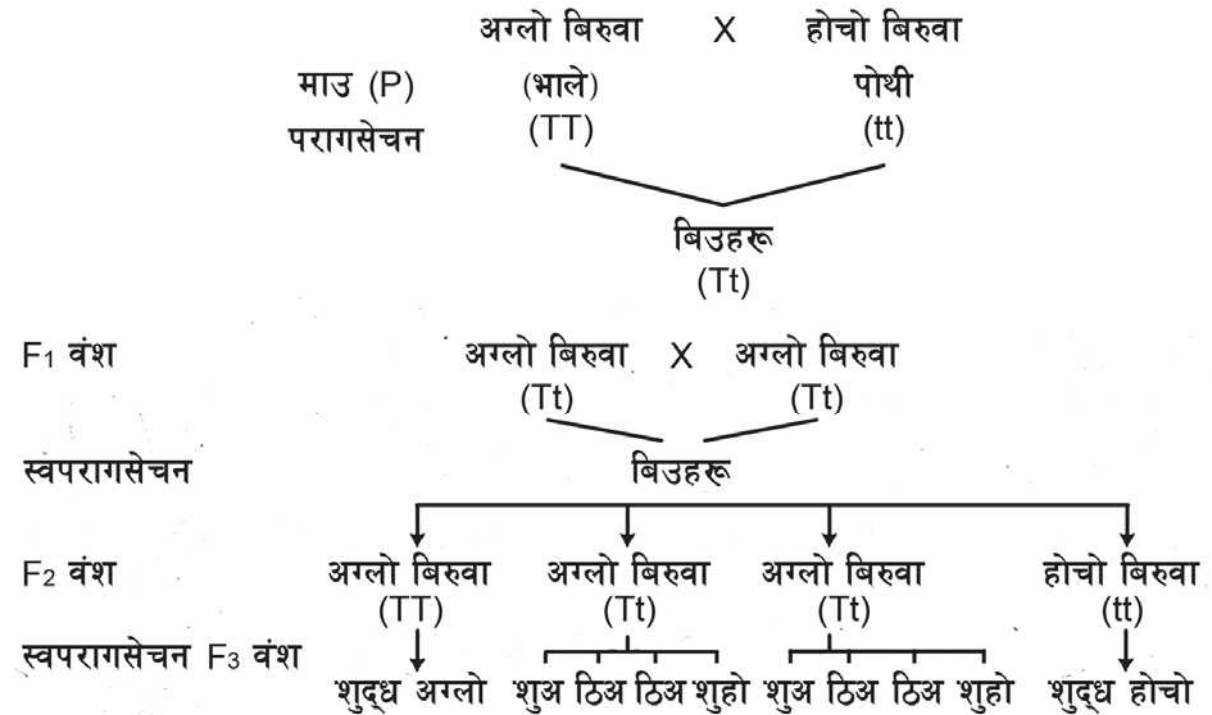 अग्लो बिरुवा X होचो बिरुवा
माउ (P) (भाले) पोथी
परागसेचन (TT) (tt)
बिउहरू
(Tt)
F1 वंश अग्लो बिरुवा X अग्लो बिरुवा
(Tt) (Tt)
स्वपरागसेचन बिउहरू
F2 वंश अग्लो बिरुवा अग्लो बिरुवा अग्लो बिरुवा होचो बिरुवा
(TT) (Tt) (Tt) (tt)
स्वपरागसेचन F3 वंश
शुद्ध अग्लो शुअ ठिअ ठिअ शुहो शुअ ठिअ ठिअ शुहो शुद्ध होचो